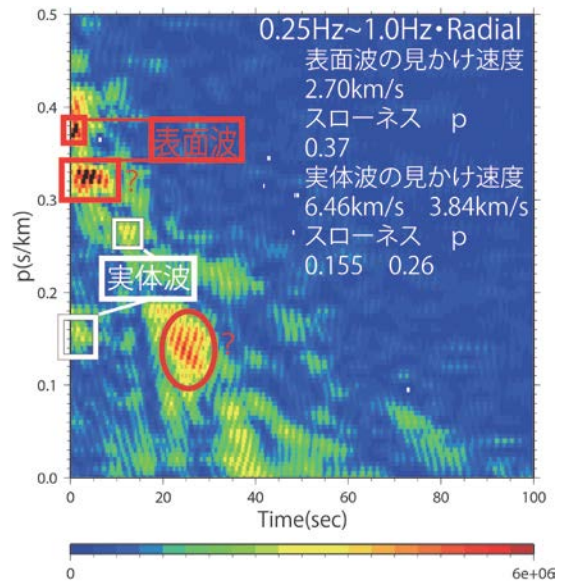 0.25Hz~1.0Hz・Radial
表面波の見かけ速度
2.70km/s
スローネス p
0.37
実体波の見かけ速度
6.46km/s 3.84km/s
スローネス p
0.155 0.26
表面波
?
実体波
?
p(s/km)
0.5
0.4
0.3
0.2
0.1
0.0
0 20 40 60 80 100
Time(sec)
0 6e+06